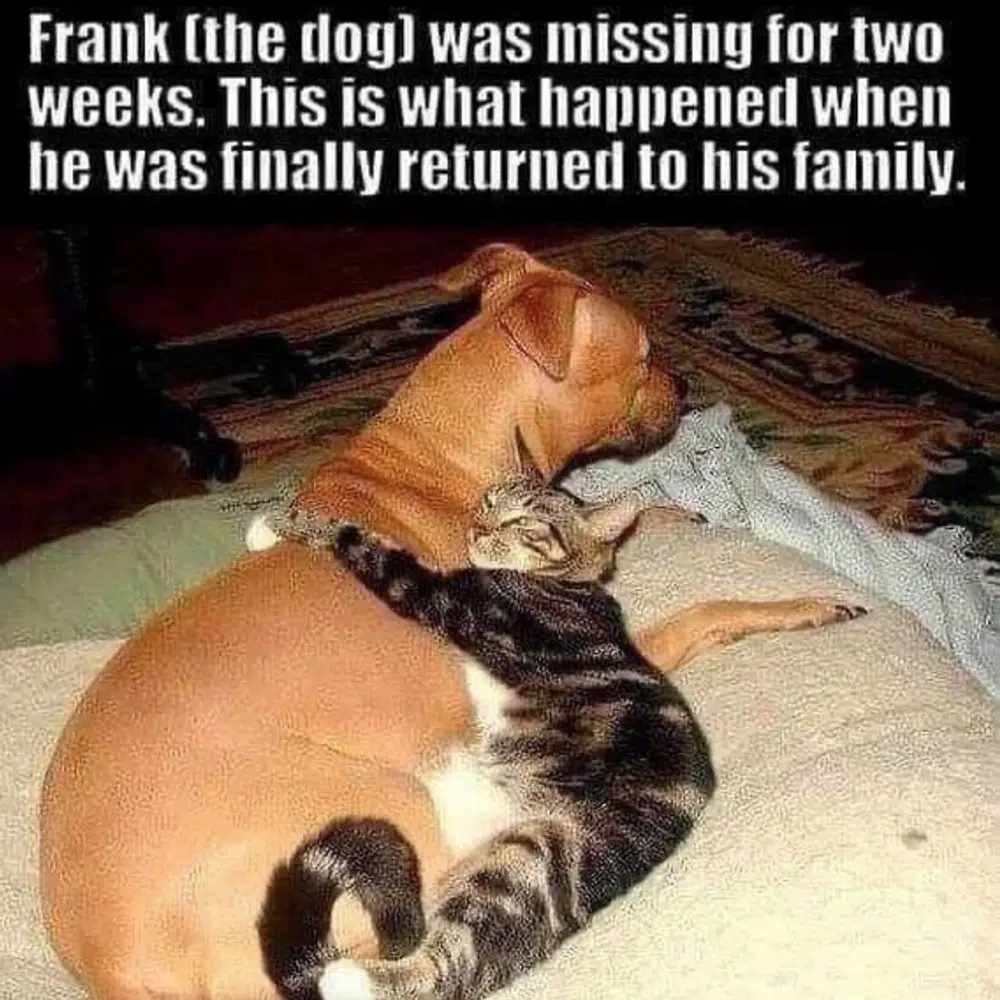 Frank (the dog) was missing for two
weeks. This is what happened when
he was finally returned to his family.